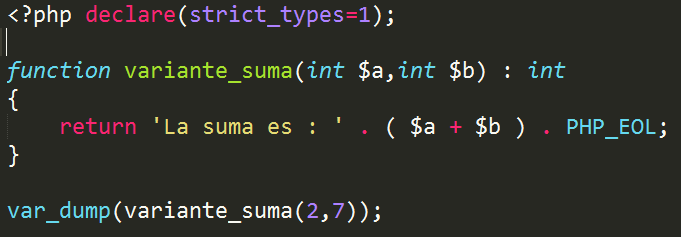 <?php declare(strict_types=1);
function variante_suma(int $a,int $b) : int
{
    return 'La suma es : ' . ( $a + $b ) . PHP_EOL;
}
var_dump(variante_suma(2,7));